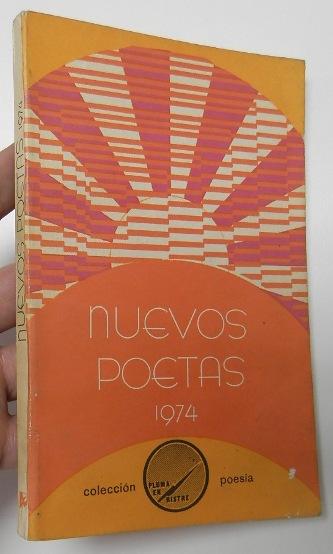 NUEVOS POETAS 1974
NUEVOS
POETAS
1974
colección
PLUMA
EN
RISTRE
poesía